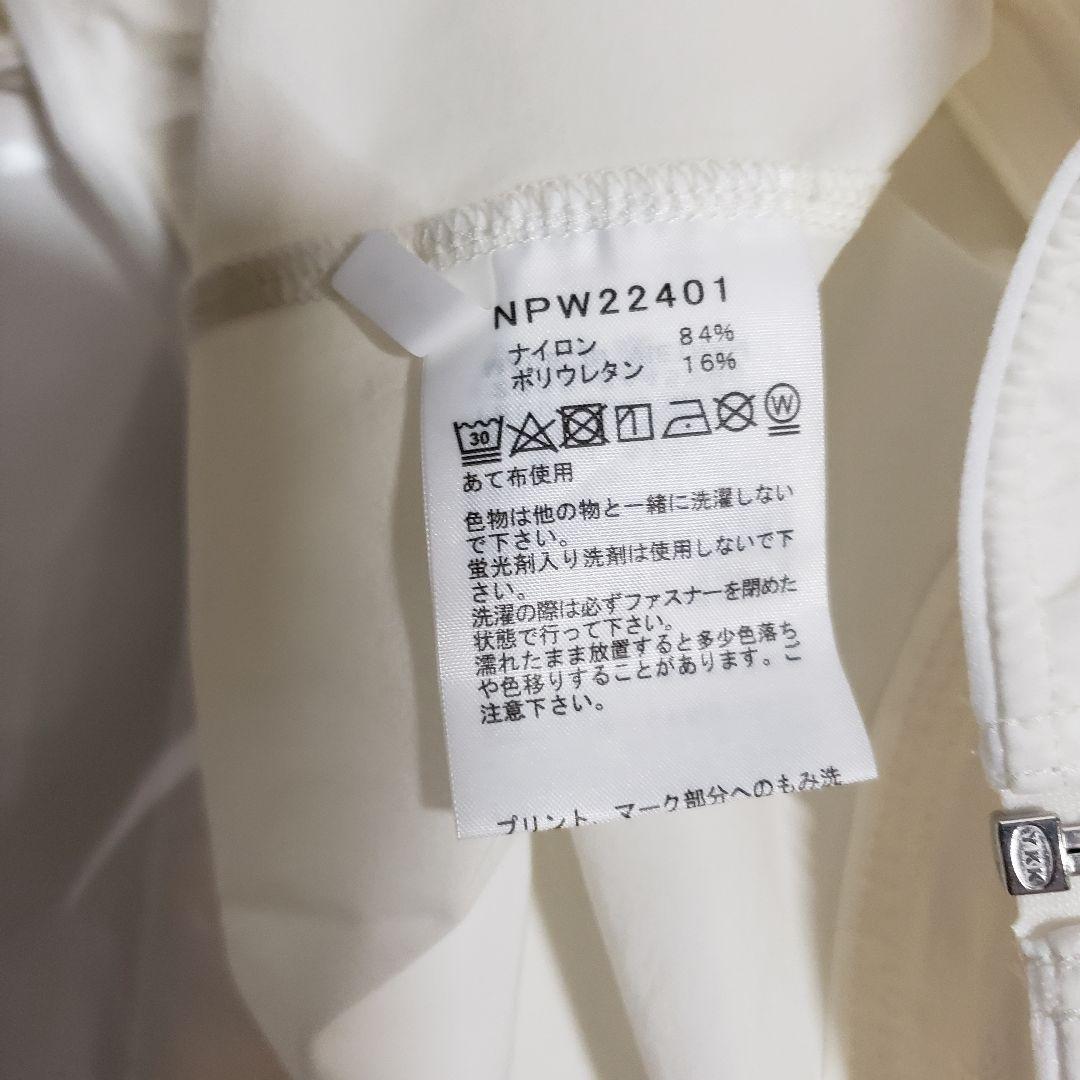 NPW22401
ナイロン 84%
ポリウレタン 16%
30 W
あて布使用
色物は他の物と一緒に洗濯しない
で下さい。
蛍光剤入り洗剤は使用しないで下
さい。
洗濯の際は必ずファスナーを閉めた
状態で行って下さい。
濡れたまま放置すると多少色落ち
や色移りすることがあります。ご
注意下さい。
プリント、マーク部分へのもみ洗
YKK